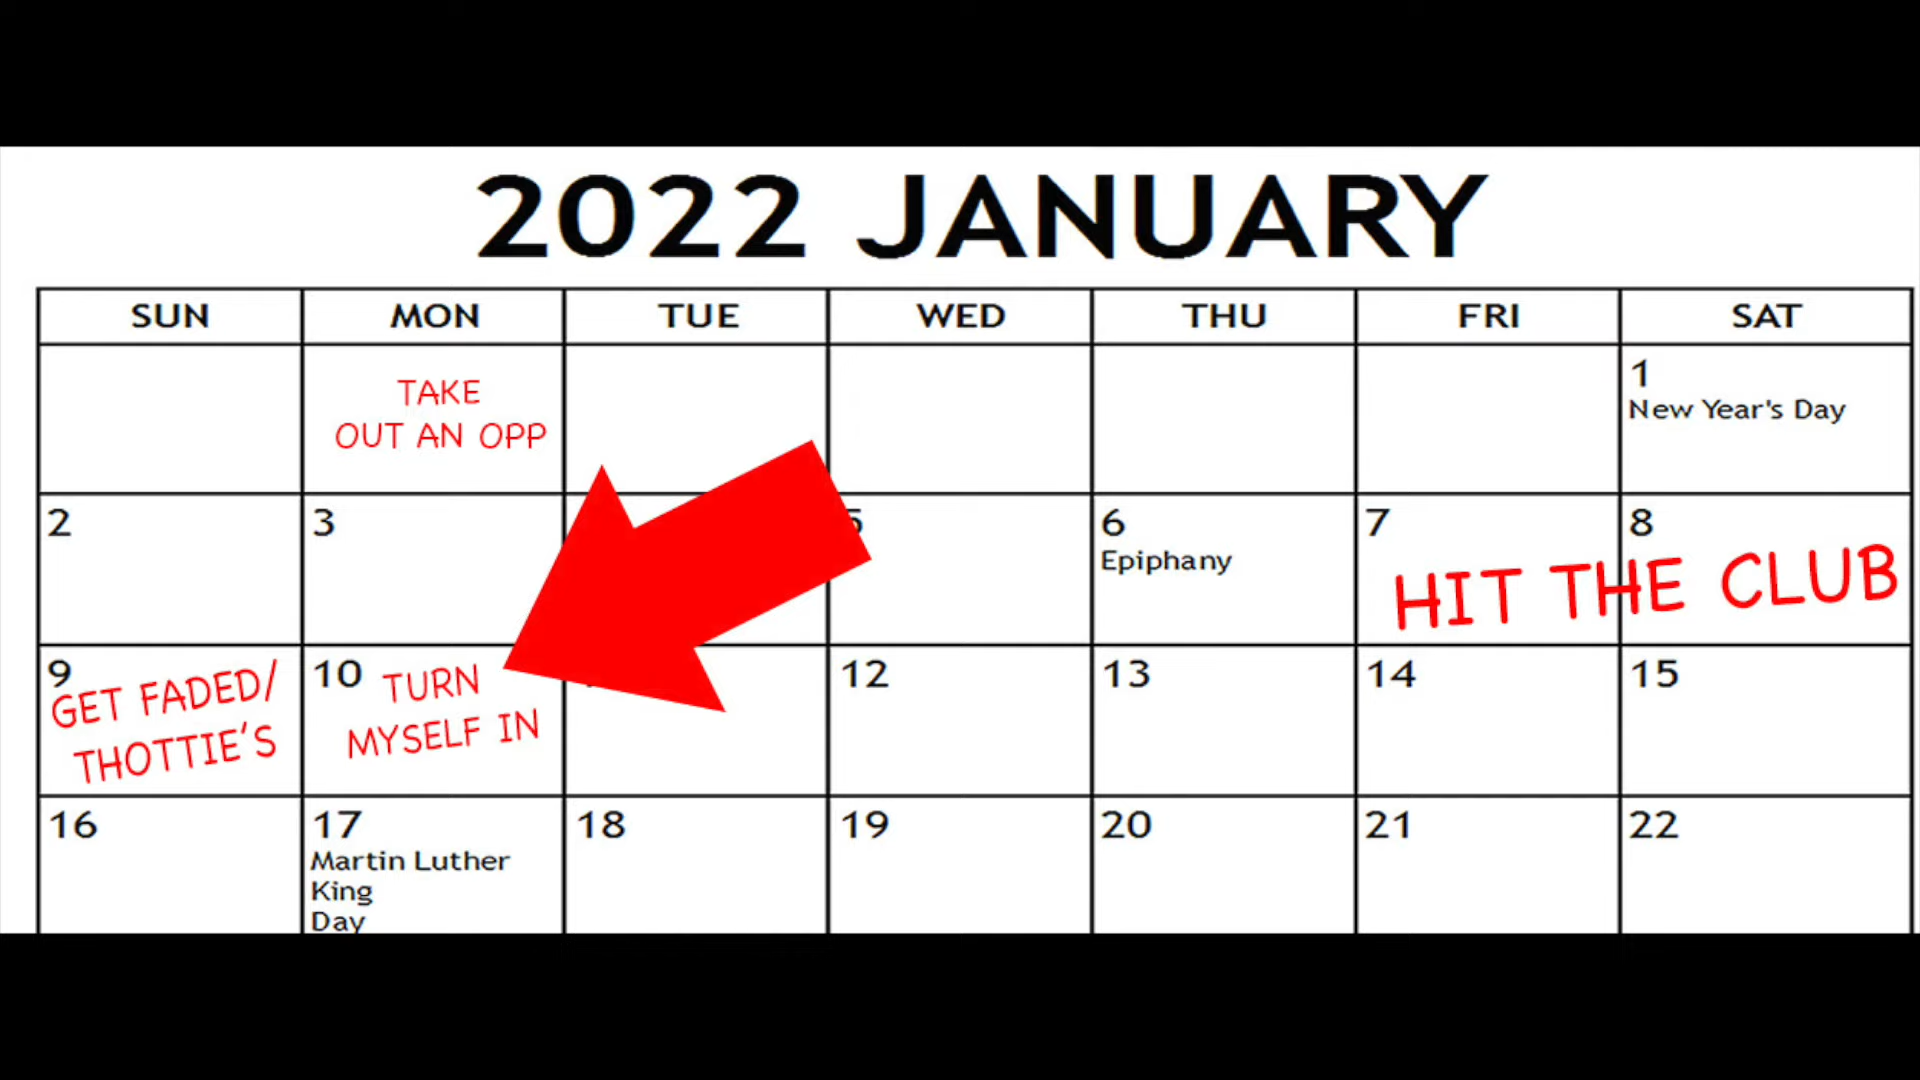 2022 JANUARY
SUN MON TUE WED THU FRI SAT
TAKE
OUT AN OPP
1
New Year's Day
2 3 5 6 7 8
Epiphany
HIT THE CLUB
9 10 12 13 14 15
GET FADED/
THOTTIE'S
TURN
MYSELF IN
16 17 18 19 20 21 22
Martin Luther
King
Day